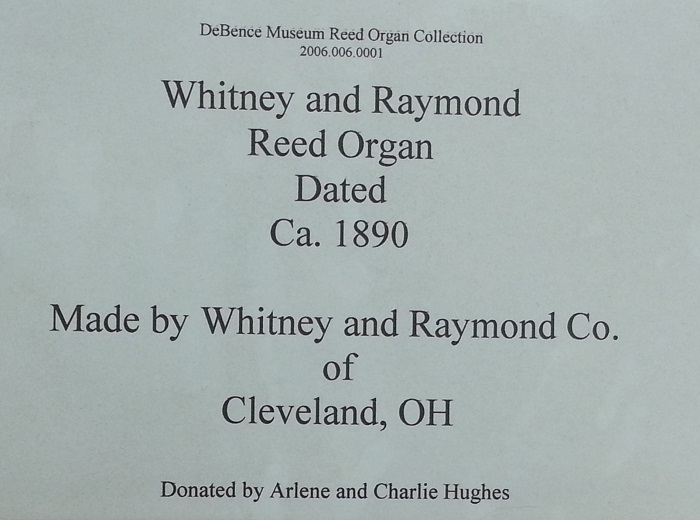 DeBence Museum Reed Organ Collection
2006.006.0001
Whitney and Raymond
Reed Organ
Dated
Ca. 1890
Made by Whitney and Raymond Co.
of
Cleveland, OH
Donated by Arlene and Charlie Hughes